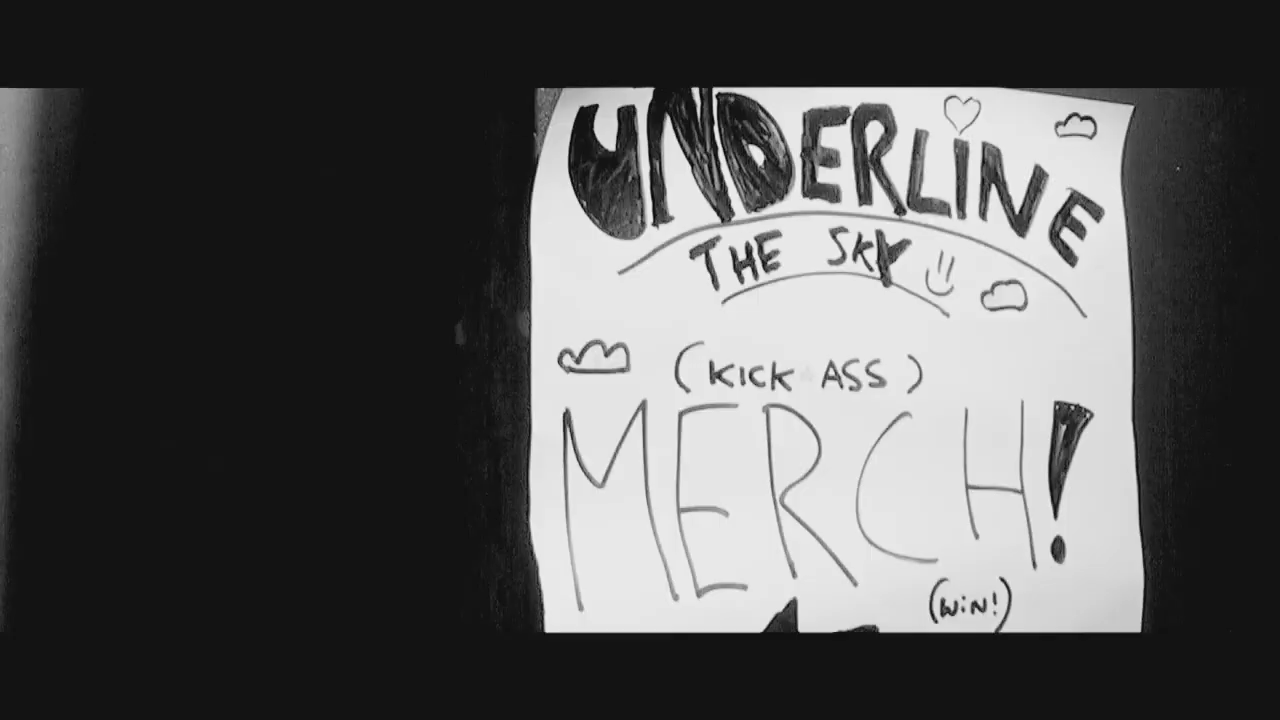 UNDERLiNE
THE SKY
(KICK ASS)
MERCH!
(WiN!)